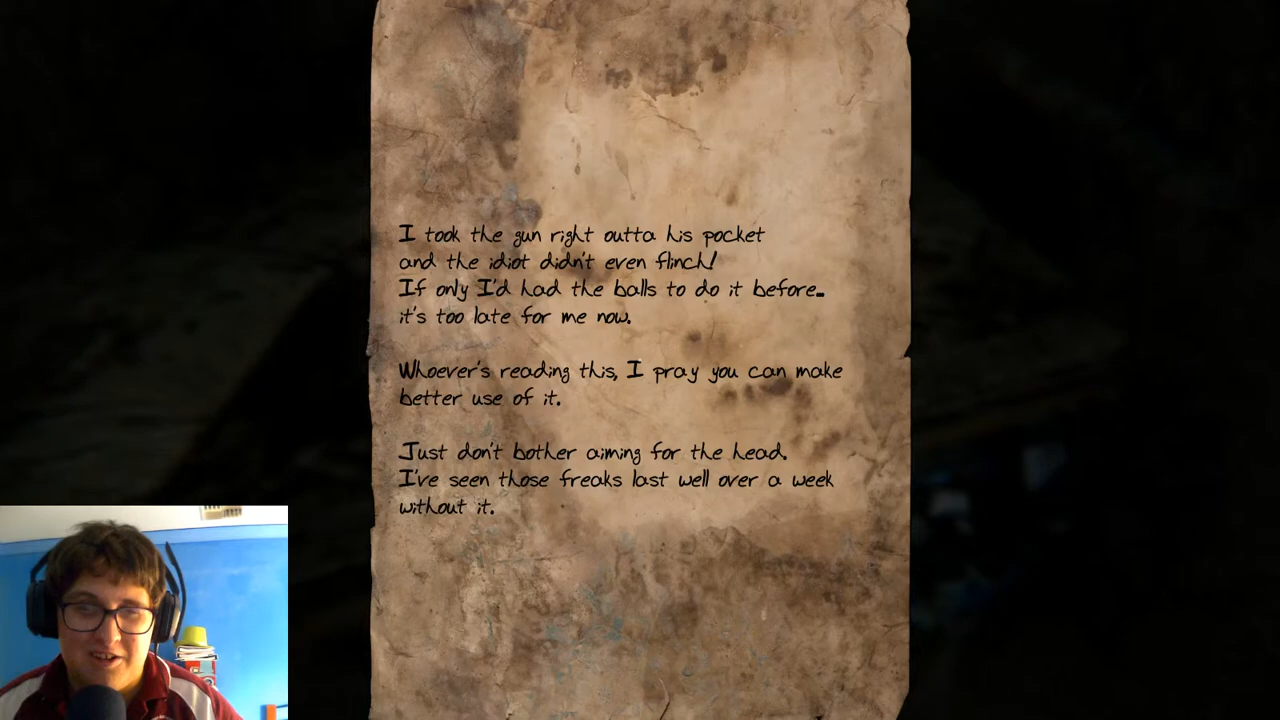 I took the gun right outta his pocket
and the idiot didn't even flinch!
If only I'd had the balls to do it before...
it's too late for me now.
Whoever's reading this, I pray you can make
better use of it.
Just don't bother aiming for the head.
I've seen those freaks last well over a week
without it.